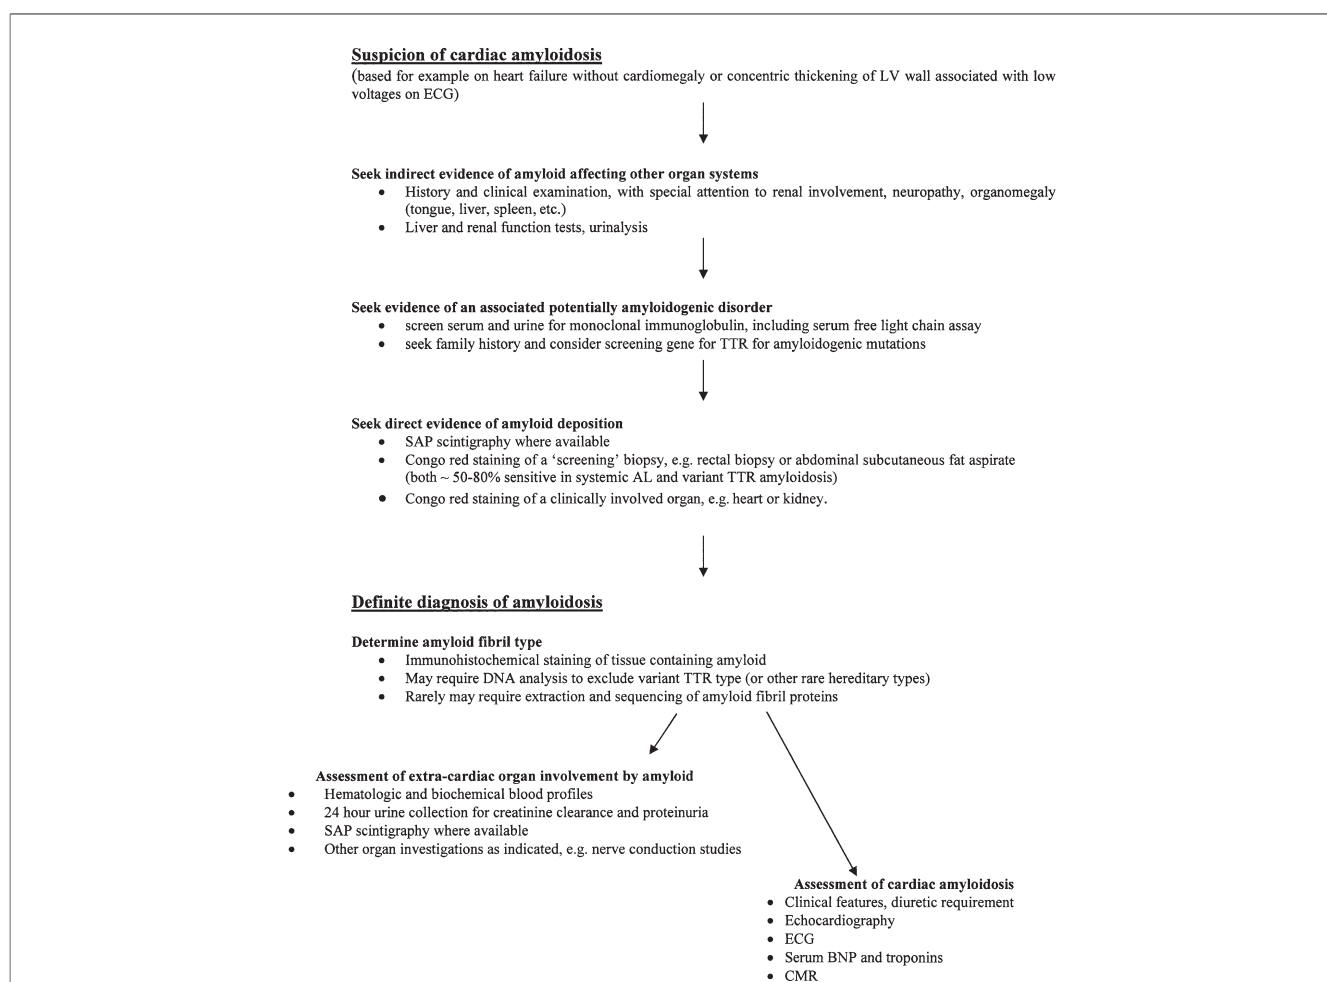 Suspicion of cardiac amyloidosis
(based for example on heart failure without cardiomegaly or concentric thickening of LV wall associated with low
voltages on ECG)
Seek indirect evidence of amyloid affecting other organ systems
• History and clinical examination, with special attention to renal involvement, neuropathy, organomegaly
(tongue, liver, spleen, etc.)
• Liver and renal function tests, urinalysis
Seek evidence of an associated potentially amyloidogenic disorder
• screen serum and urine for monoclonal immunoglobulin, including serum free light chain assay
• seek family history and consider screening gene for TTR for amyloidogenic mutations
Seek direct evidence of amyloid deposition
• SAP scintigraphy where available
• Congo red staining of a ‘screening’ biopsy, e.g. rectal biopsy or abdominal subcutaneous fat aspirate
(both ~ 50-80% sensitive in systemic AL and variant TTR amyloidosis)
• Congo red staining of a clinically involved organ, e.g. heart or kidney.
Definite diagnosis of amyloidosis
Determine amyloid fibril type
• Immunohistochemical staining of tissue containing amyloid
• May require DNA analysis to exclude variant TTR type (or other rare hereditary types)
• Rarely may require extraction and sequencing of amyloid fibril proteins
Assessment of extra-cardiac organ involvement by amyloid
• Hematologic and biochemical blood profiles
• 24 hour urine collection for creatinine clearance and proteinuria
• SAP scintigraphy where available
• Other organ investigations as indicated, e.g. nerve conduction studies
Assessment of cardiac amyloidosis
• Clinical features, diuretic requirement
• Echocardiography
• ECG
• Serum BNP and troponins
• CMR